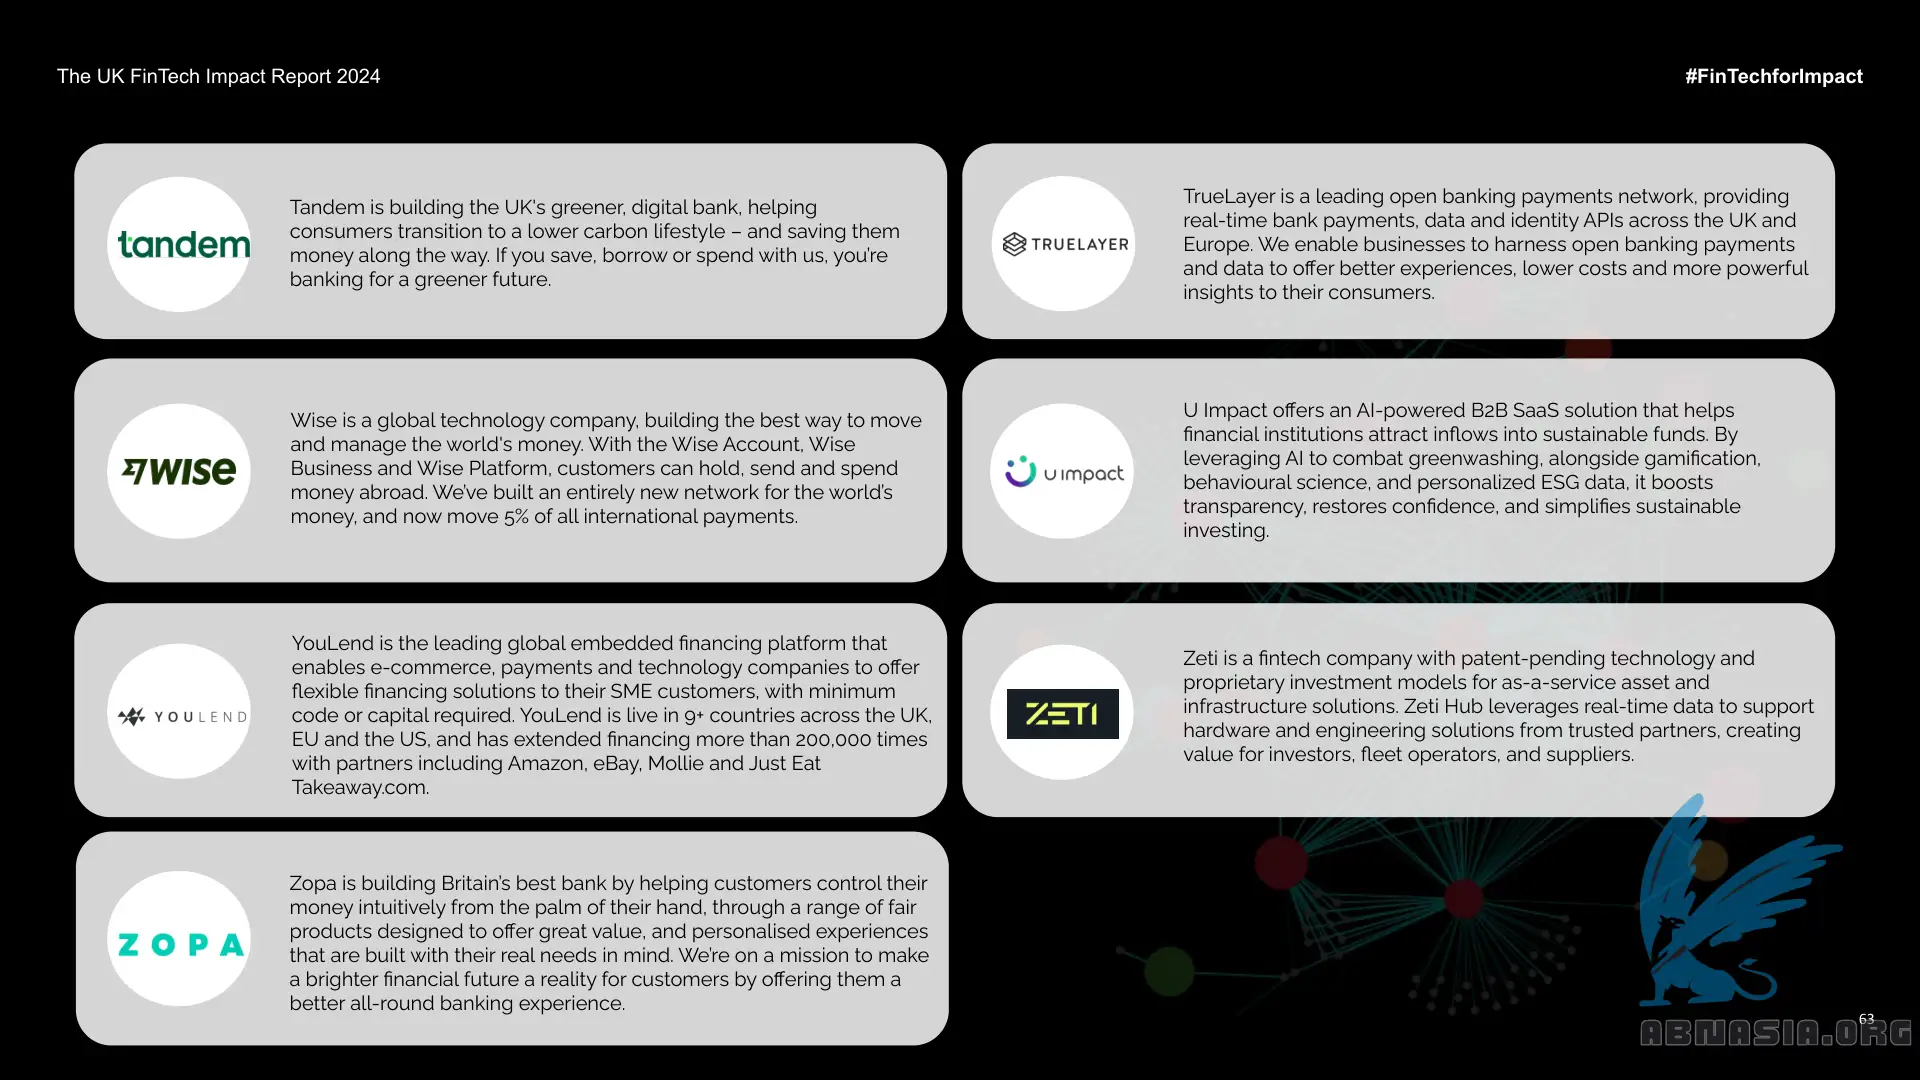 The UK FinTech Impact Report 2024
#FinTechforImpact
tandem
Tandem is building the UK's greener, digital bank, helping
consumers transition to a lower carbon lifestyle – and saving them
money along the way. If you save, borrow or spend with us, you're
banking for a greener future.
TRUELAYER
TrueLayer is a leading open banking payments network, providing
real-time bank payments, data and identity APIs across the UK and
Europe. We enable businesses to harness open banking payments
and data to offer better experiences, lower costs and more powerful
insights to their consumers.
WISE
Wise is a global technology company, building the best way to move
and manage the world's money. With the Wise Account, Wise
Business and Wise Platform, customers can hold, send and spend
money abroad. We've built an entirely new network for the world's
money, and now move 5% of all international payments.
U impact
U Impact offers an AI-powered B2B SaaS solution that helps
financial institutions attract inflows into sustainable funds. By
leveraging AI to combat greenwashing, alongside gamification,
behavioural science, and personalized ESG data, it boosts
transparency, restores confidence, and simplifies sustainable
investing.
YOULEND
YouLend is the leading global embedded financing platform that
enables e-commerce, payments and technology companies to offer
flexible financing solutions to their SME customers, with minimum
code or capital required. YouLend is live in 9+ countries across the UK,
EU and the US, and has extended financing more than 200,000 times
with partners including Amazon, eBay, Mollie and Just Eat
Takeaway.com.
ZETI
Zeti is a fintech company with patent-pending technology and
proprietary investment models for as-a-service asset and
infrastructure solutions. Zeti Hub leverages real-time data to support
hardware and engineering solutions from trusted partners, creating
value for investors, fleet operators, and suppliers.
ZOPA
Zopa is building Britain's best bank by helping customers control their
money intuitively from the palm of their hand, through a range of fair
products designed to offer great value, and personalised experiences
that are built with their real needs in mind. We're on a mission to make
a brighter financial future a reality for customers by offering them a
better all-round banking experience.
63
ABNASIA.ORG